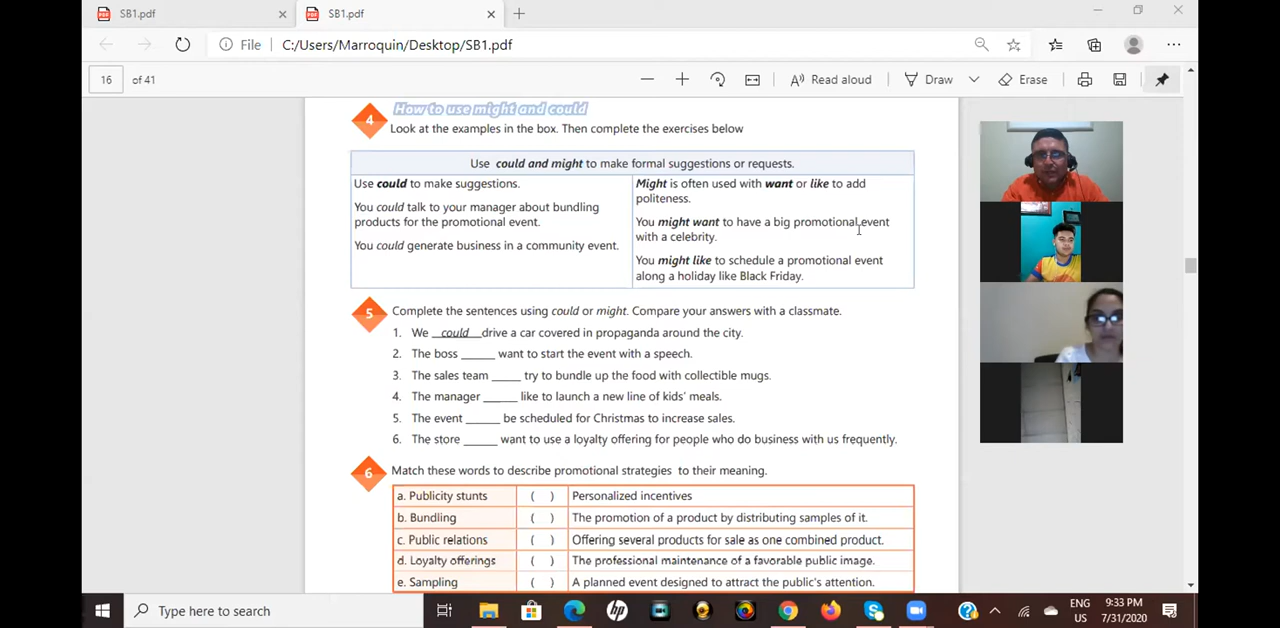 SB1.pdf
SB1.pdf
File C:/Users/Marroquin/Desktop/SB1.pdf
16 of 41 Read aloud Draw Erase
4 How to use might and could
Look at the examples in the box. Then complete the exercises below
Use could and might to make formal suggestions or requests.
Use could to make suggestions.
You could talk to your manager about bundling
products for the promotional event.
You could generate business in a community event.
Might is often used with want or like to add
politeness.
You might want to have a big promotional event
with a celebrity.
You might like to schedule a promotional event
along a holiday like Black Friday.
5 Complete the sentences using could or might. Compare your answers with a classmate.
1. We __could__drive a car covered in propaganda around the city.
2. The boss ______ want to start the event with a speech.
3. The sales team _____ try to bundle up the food with collectible mugs.
4. The manager ______ like to launch a new line of kids' meals.
5. The event ______ be scheduled for Christmas to increase sales.
6. The store ______ want to use a loyalty offering for people who do business with us frequently.
6 Match these words to describe promotional strategies to their meaning.
a. Publicity stunts ( ) Personalized incentives
b. Bundling ( ) The promotion of a product by distributing samples of it.
c. Public relations ( ) Offering several products for sale as one combined product.
d. Loyalty offerings ( ) The professional maintenance of a favorable public image.
e. Sampling ( ) A planned event designed to attract the public's attention.
Type here to search
ENG
US
9:33 PM
7/31/2020